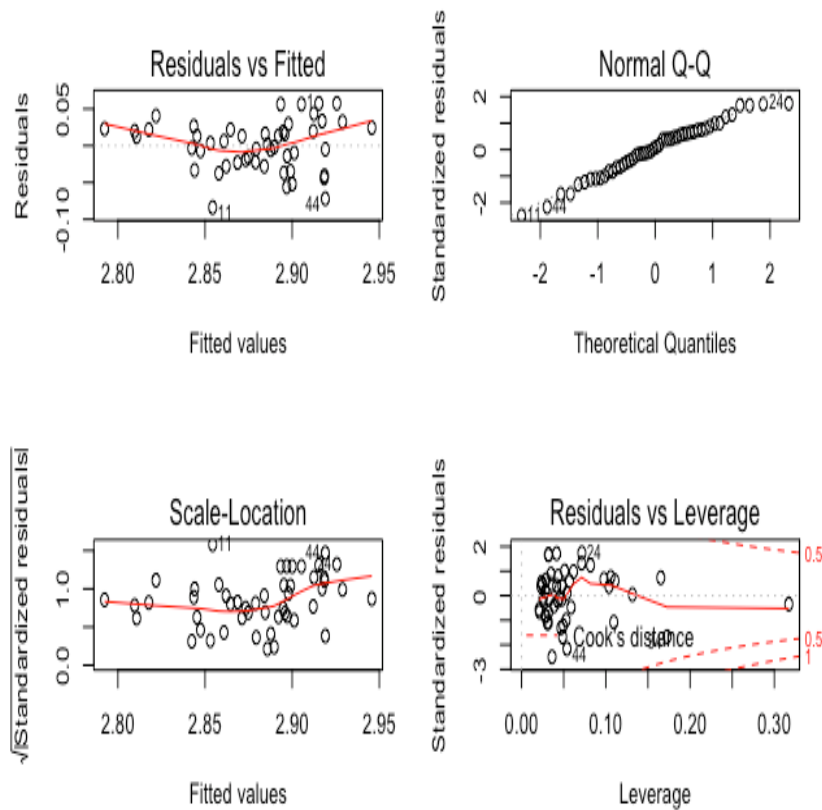 Residuals vs Fitted
Residuals
0.05
-0.10
11
44
2.80 2.85 2.90 2.95
Fitted values
Normal Q-Q
Standardized residuals
2
0
-2
11
44
24
-2 -1 0 1 2
Theoretical Quantiles
Scale-Location
√|Standardized residuals|
1.0
0.0
11
44
2.80 2.85 2.90 2.95
Fitted values
Residuals vs Leverage
Standardized residuals
2
0
-3
24
44
Cook's distance
0.5
0.5
1
0.00 0.10 0.20 0.30
Leverage